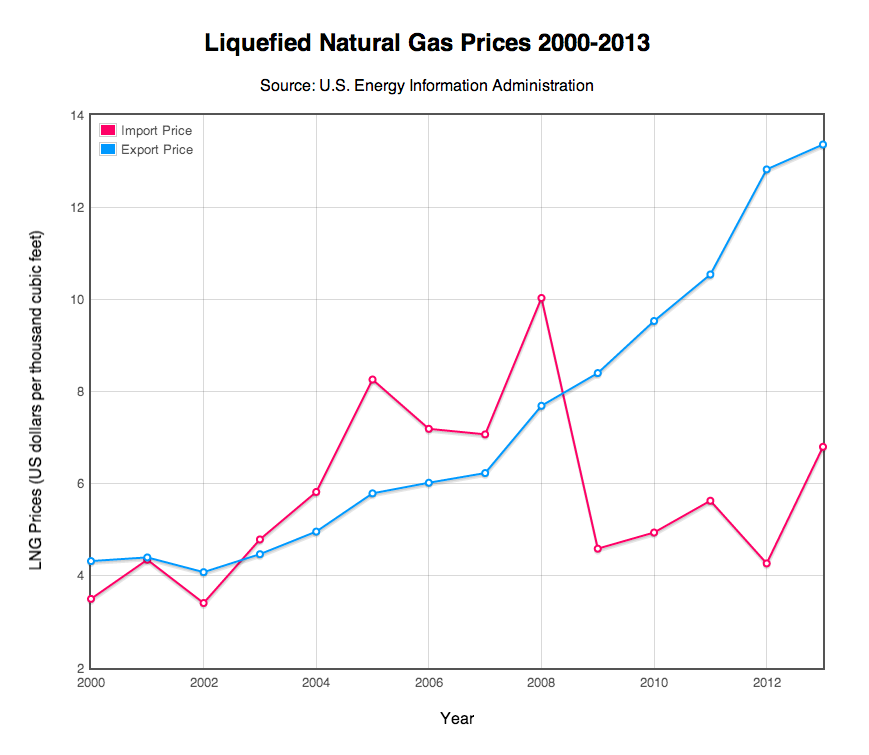 Liquefied Natural Gas Prices 2000-2013
Source: U.S. Energy Information Administration
Import Price
Export Price
LNG Prices (US dollars per thousand cubic feet)
14
12
10
8
6
4
2
2000 2002 2004 2006 2008 2010 2012
Year